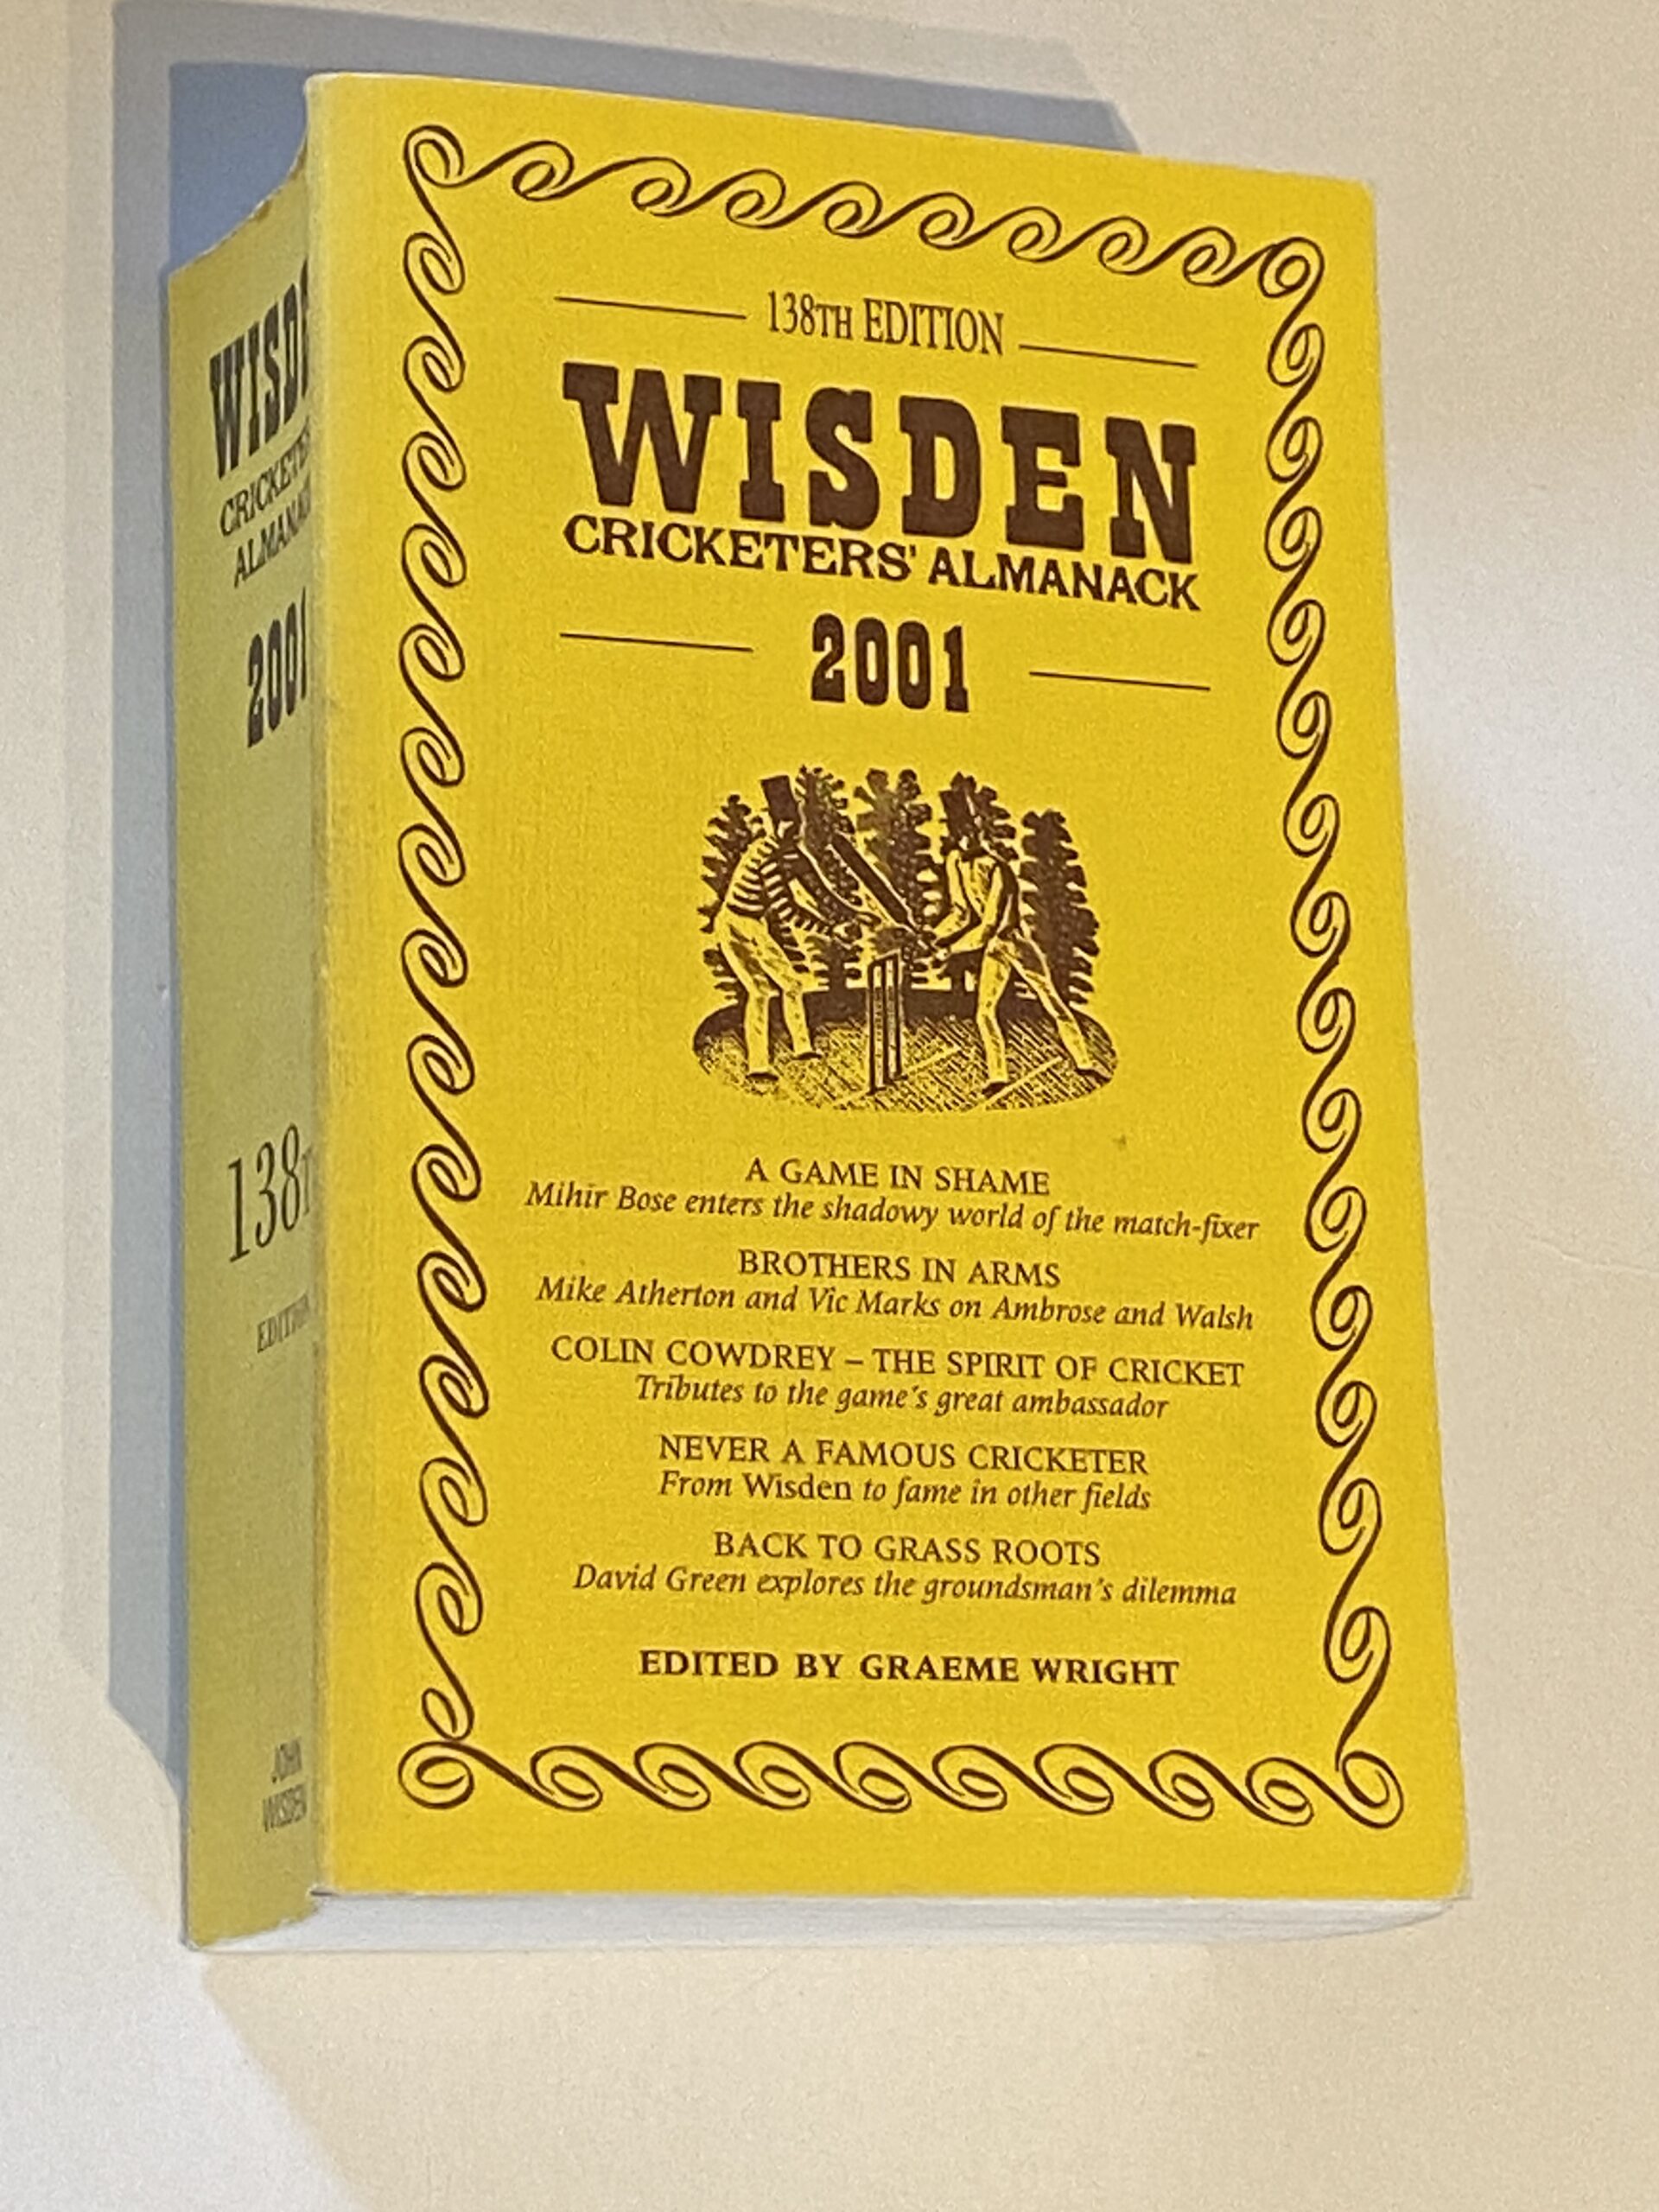 138TH EDITION
WISDEN
CRICKETERS' ALMANACK
2001
A GAME IN SHAME
Mihir Bose enters the shadowy world of the match-fixer
BROTHERS IN ARMS
Mike Atherton and Vic Marks on Ambrose and Walsh
COLIN COWDREY – THE SPIRIT OF CRICKET
Tributes to the game's great ambassador
NEVER A FAMOUS CRICKETER
From Wisden to fame in other fields
BACK TO GRASS ROOTS
David Green explores the groundsman's dilemma
EDITED BY GRAEME WRIGHT
2001
JOHN
WISDEN